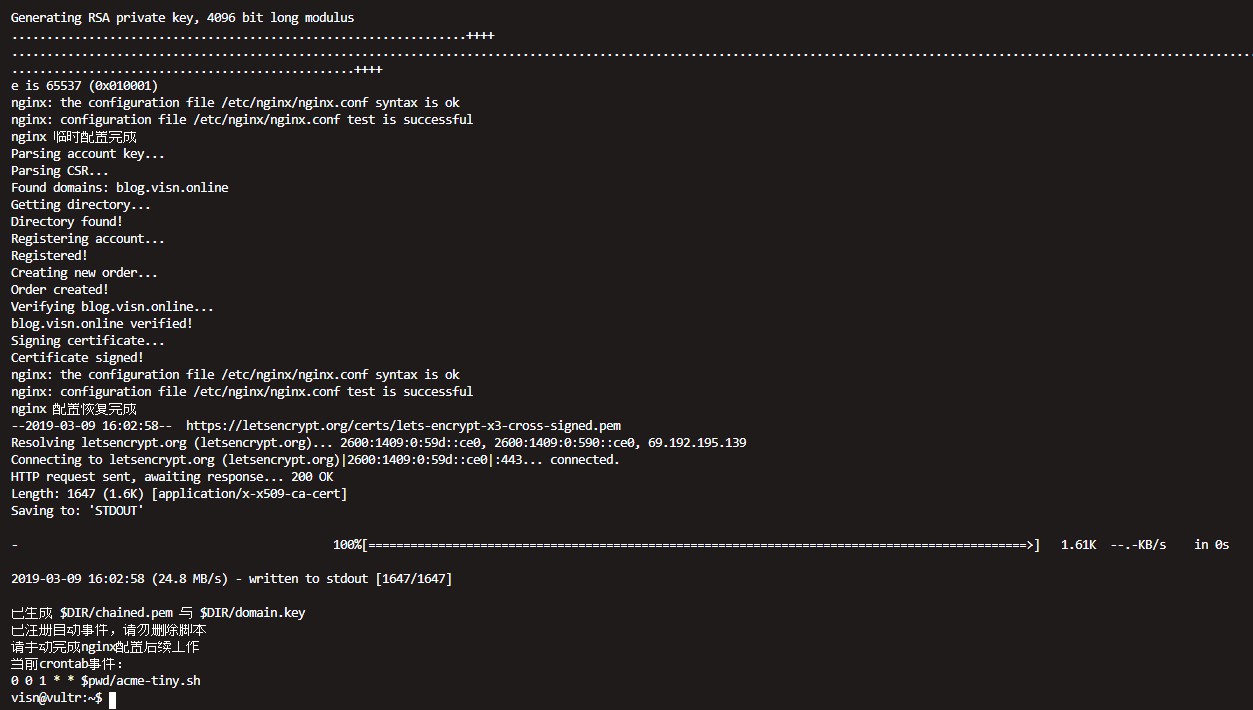 Generating RSA private key, 4096 bit long modulus
.................................................................++++
.................................................................................................................................................................................
.................................................++++
e is 65537 (0x010001)
nginx: the configuration file /etc/nginx/nginx.conf syntax is ok
nginx: configuration file /etc/nginx/nginx.conf test is successful
nginx 临时配置完成
Parsing account key...
Parsing CSR...
Found domains: blog.visn.online
Getting directory...
Directory found!
Registering account...
Registered!
Creating new order...
Order created!
Verifying blog.visn.online...
blog.visn.online verified!
Signing certificate...
Certificate signed!
nginx: the configuration file /etc/nginx/nginx.conf syntax is ok
nginx: configuration file /etc/nginx/nginx.conf test is successful
nginx 配置恢复完成
--2019-03-09 16:02:58--  https://letsencrypt.org/certs/lets-encrypt-x3-cross-signed.pem
Resolving letsencrypt.org (letsencrypt.org)... 2600:1409:0:59d::ce0, 2600:1409:0:590::ce0, 69.192.195.139
Connecting to letsencrypt.org (letsencrypt.org)|2600:1409:0:59d::ce0|:443... connected.
HTTP request sent, awaiting response... 200 OK
Length: 1647 (1.6K) [application/x-x509-ca-cert]
Saving to: 'STDOUT'
- 100%[==============================================================================================>] 1.61K --.-KB/s in 0s
2019-03-09 16:02:58 (24.8 MB/s) - written to stdout [1647/1647]
已生成 $DIR/chained.pem 与 $DIR/domain.key
已注册自动事件，请勿删除脚本
请手动完成nginx配置后续工作
当前crontab事件：
0 0 1 * * $pwd/acme-tiny.sh
visn@vultr:~$